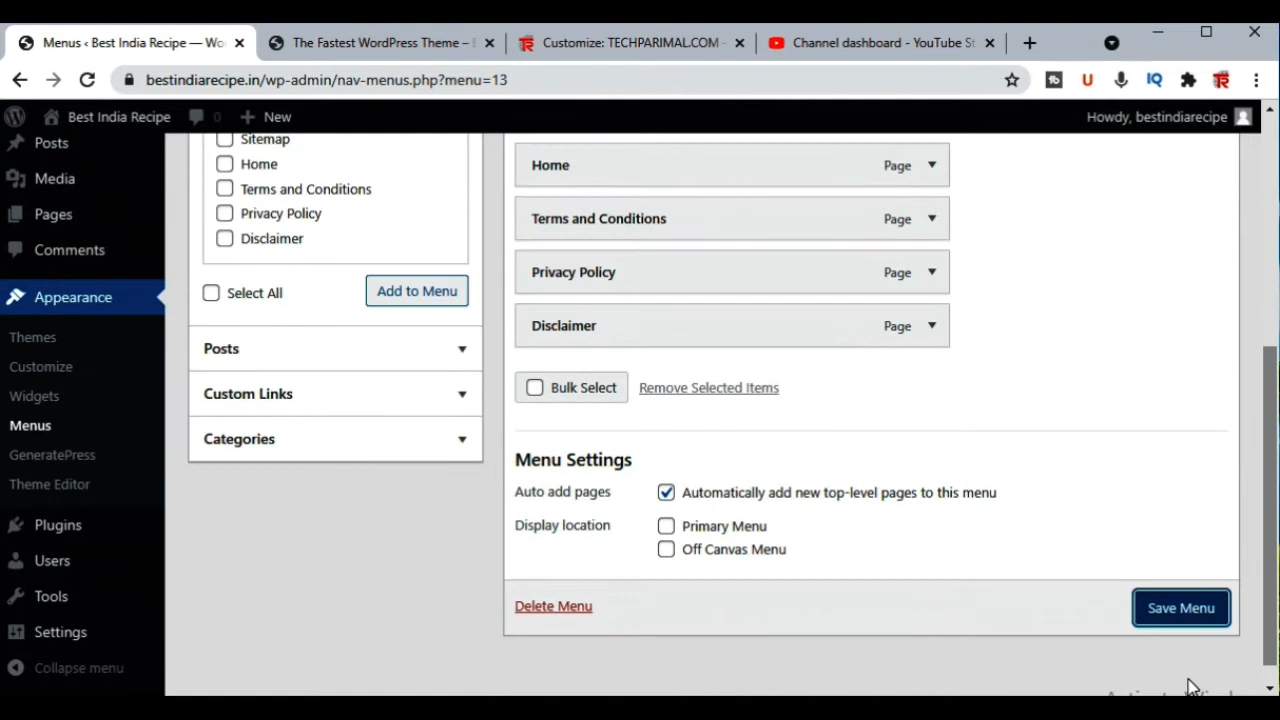 Menus ‹ Best India Recipe — Wo
The Fastest WordPress Theme –
Customize: TECHPARIMAL.COM –
Channel dashboard - YouTube St
bestindiarecipe.in/wp-admin/nav-menus.php?menu=13
tb
U
IQ
TR
Best India Recipe
0
New
Howdy, bestindiarecipe
Posts
Media
Pages
Comments
Appearance
Themes
Customize
Widgets
Menus
GeneratePress
Theme Editor
Plugins
Users
Tools
Settings
Collapse menu
Sitemap
Home
Terms and Conditions
Privacy Policy
Disclaimer
Select All
Add to Menu
Posts
Custom Links
Categories
Home Page
Terms and Conditions Page
Privacy Policy Page
Disclaimer Page
Bulk Select Remove Selected Items
Menu Settings
Auto add pages Automatically add new top-level pages to this menu
Display location Primary Menu
Off Canvas Menu
Delete Menu
Save Menu